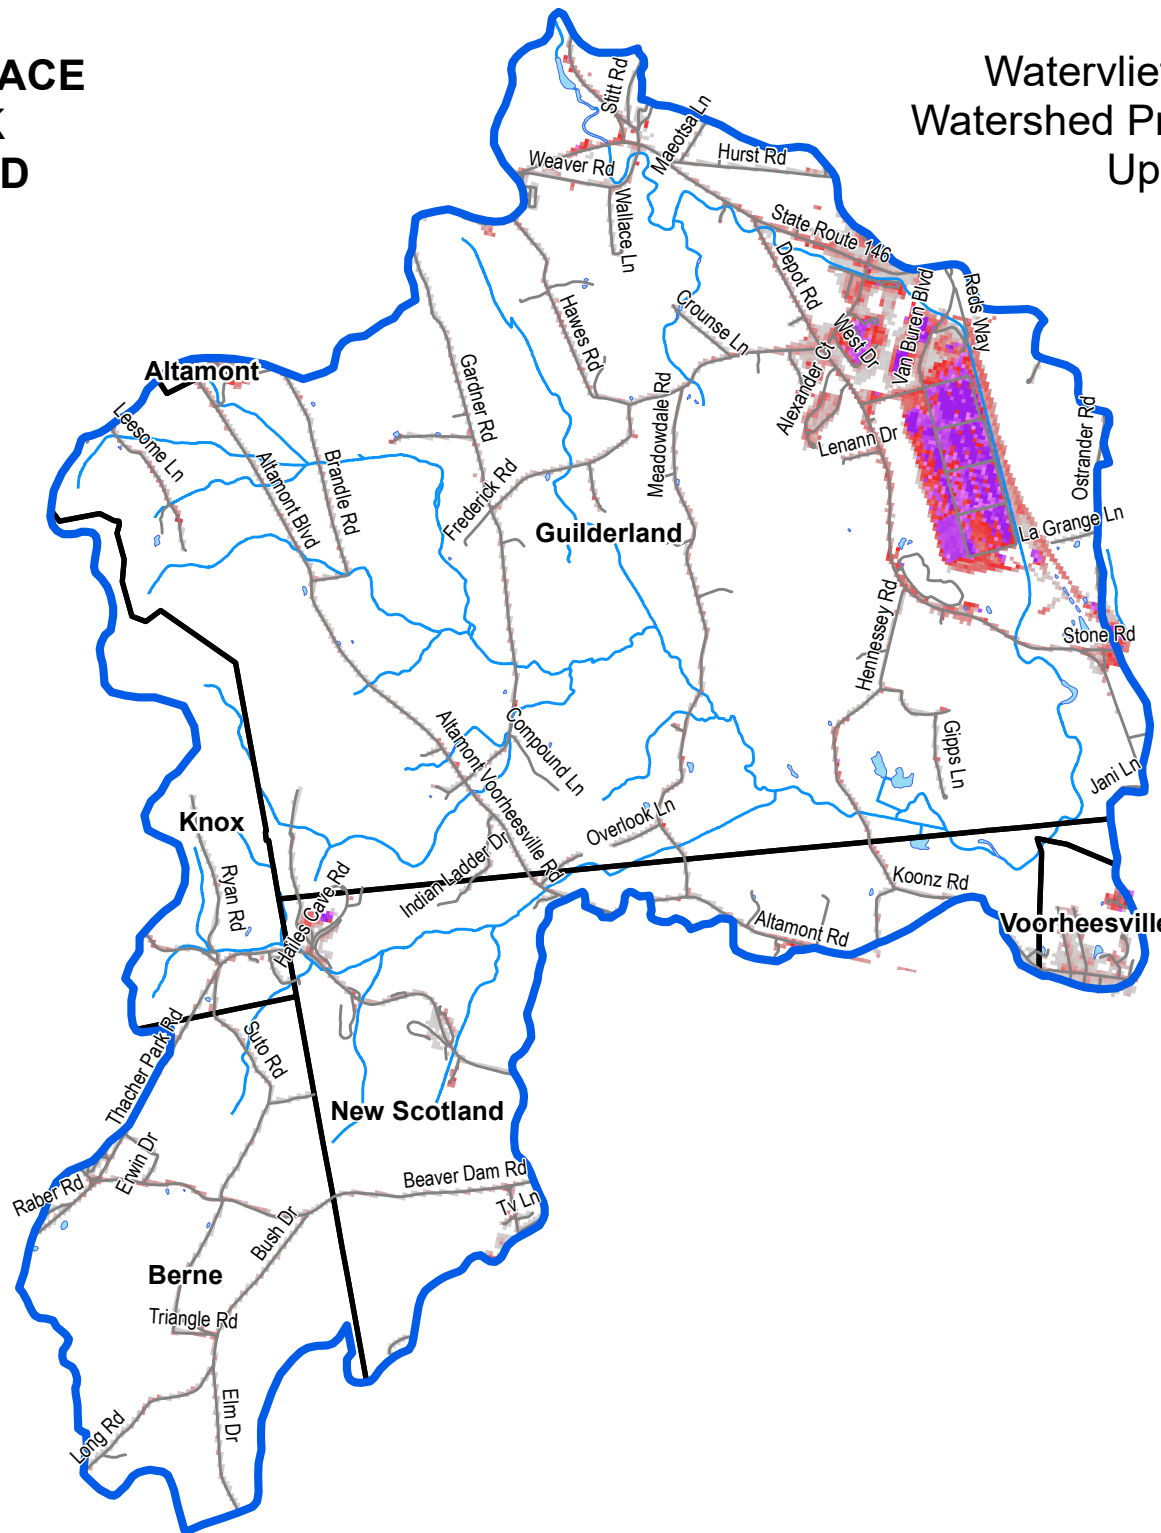 ACE
K
D
Watervliet
Watershed Pr
Up
Stitt Rd
Maeotsa Ln
Hurst Rd
Weaver Rd
Wallace Ln
State Route 146
Depot Rd
Reds Way
Van Buren Blvd
West Dr
Crounse Ln
Hawes Rd
Alexander Ct
Altamont
Gardner Rd
Meadowdale Rd
Leesome Ln
Ostrander Rd
Lenann Dr
Altamont Blvd
Brandle Rd
Frederick Rd
Guilderland
La Grange Ln
Hennessey Rd
Stone Rd
Compound Ln
Gipps Ln
Altamont Voorheesville Rd
Jani Ln
Knox
Overlook Ln
Indian Ladder Dr
Ryan Rd
Hailes Cave Rd
Koonz Rd
Altamont Rd
Voorheesville
Thacher Park Rd
Suto Rd
New Scotland
Erwin Dr
Beaver Dam Rd
Raber Rd
Tv Ln
Bush Dr
Berne
Triangle Rd
Elm Dr
Long Rd